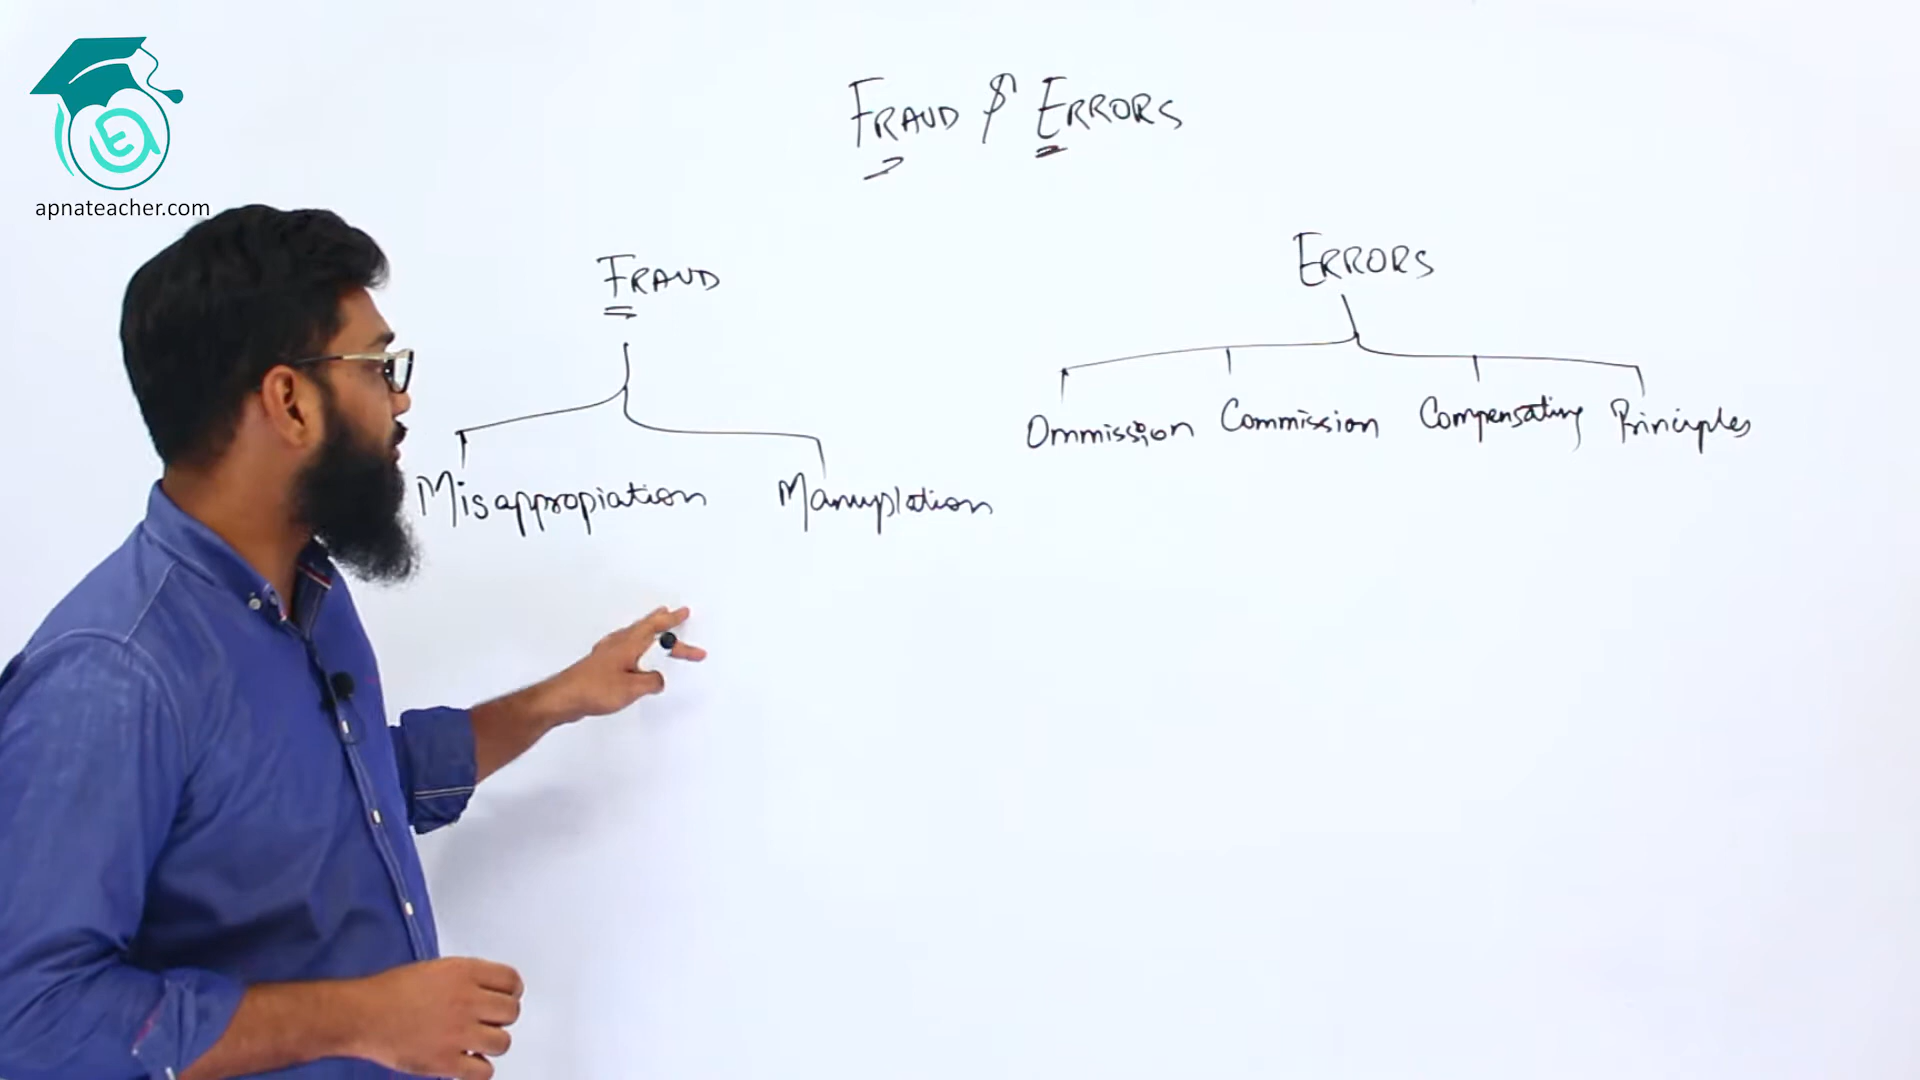 apnateacher.com
FRAUD & ERRORS
FRAUD
Misappropiation Manuplation
ERRORS
Ommission Commission Compensating Principles